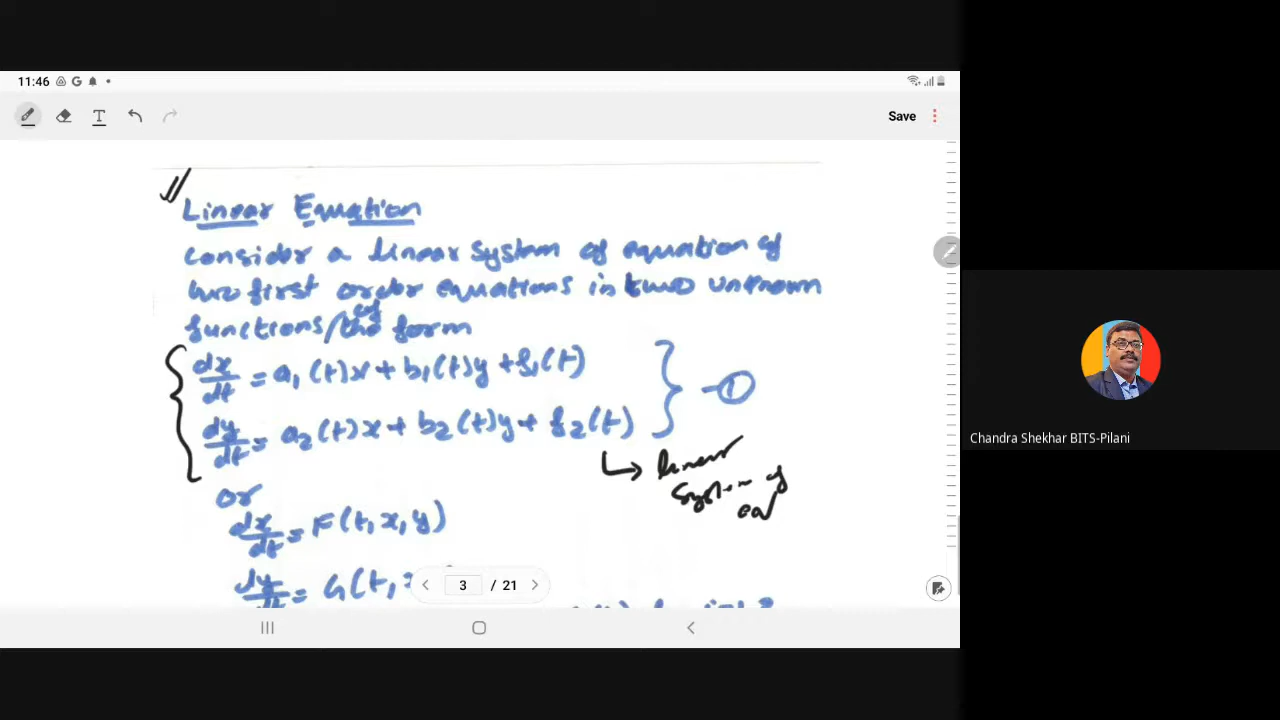 11:46
Save
Linear Equation
consider a linear system of equation of
two first order equations in two unknown
functions/the of form
dx/dt = a₁(t)x + b₁(t)y + f₁(t)
①
dy/dt = a₂(t)x + b₂(t)y + f₂(t)
linear
system of
or
dx/dt = F(t, x, y)
dy/dt = G(t,
3 / 21
Chandra Shekhar BITS-Pilani